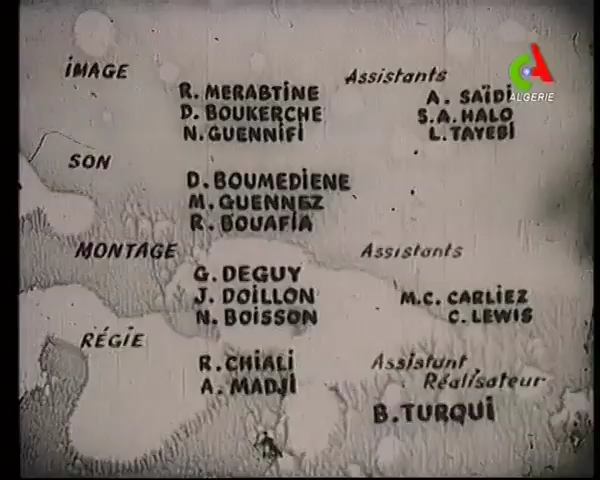 IMAGE
R. MERABTINE
D. BOUKERCHE
N. GUENNIFI
Assistants
A. SAÏDI
S.A. HALO
L. TAYEBI
ALGERIE
SON
D. BOUMEDIENE
M. GUENNEZ
R. BOUAFIA
MONTAGE
G. DEGUY
J. DOILLON
N. BOISSON
Assistants
M.C. CARLIEZ
C. LEWIS
RÉGIE
R. CHIALI
A. MADJI
Assistant
Réalisateur
B. TURQUI